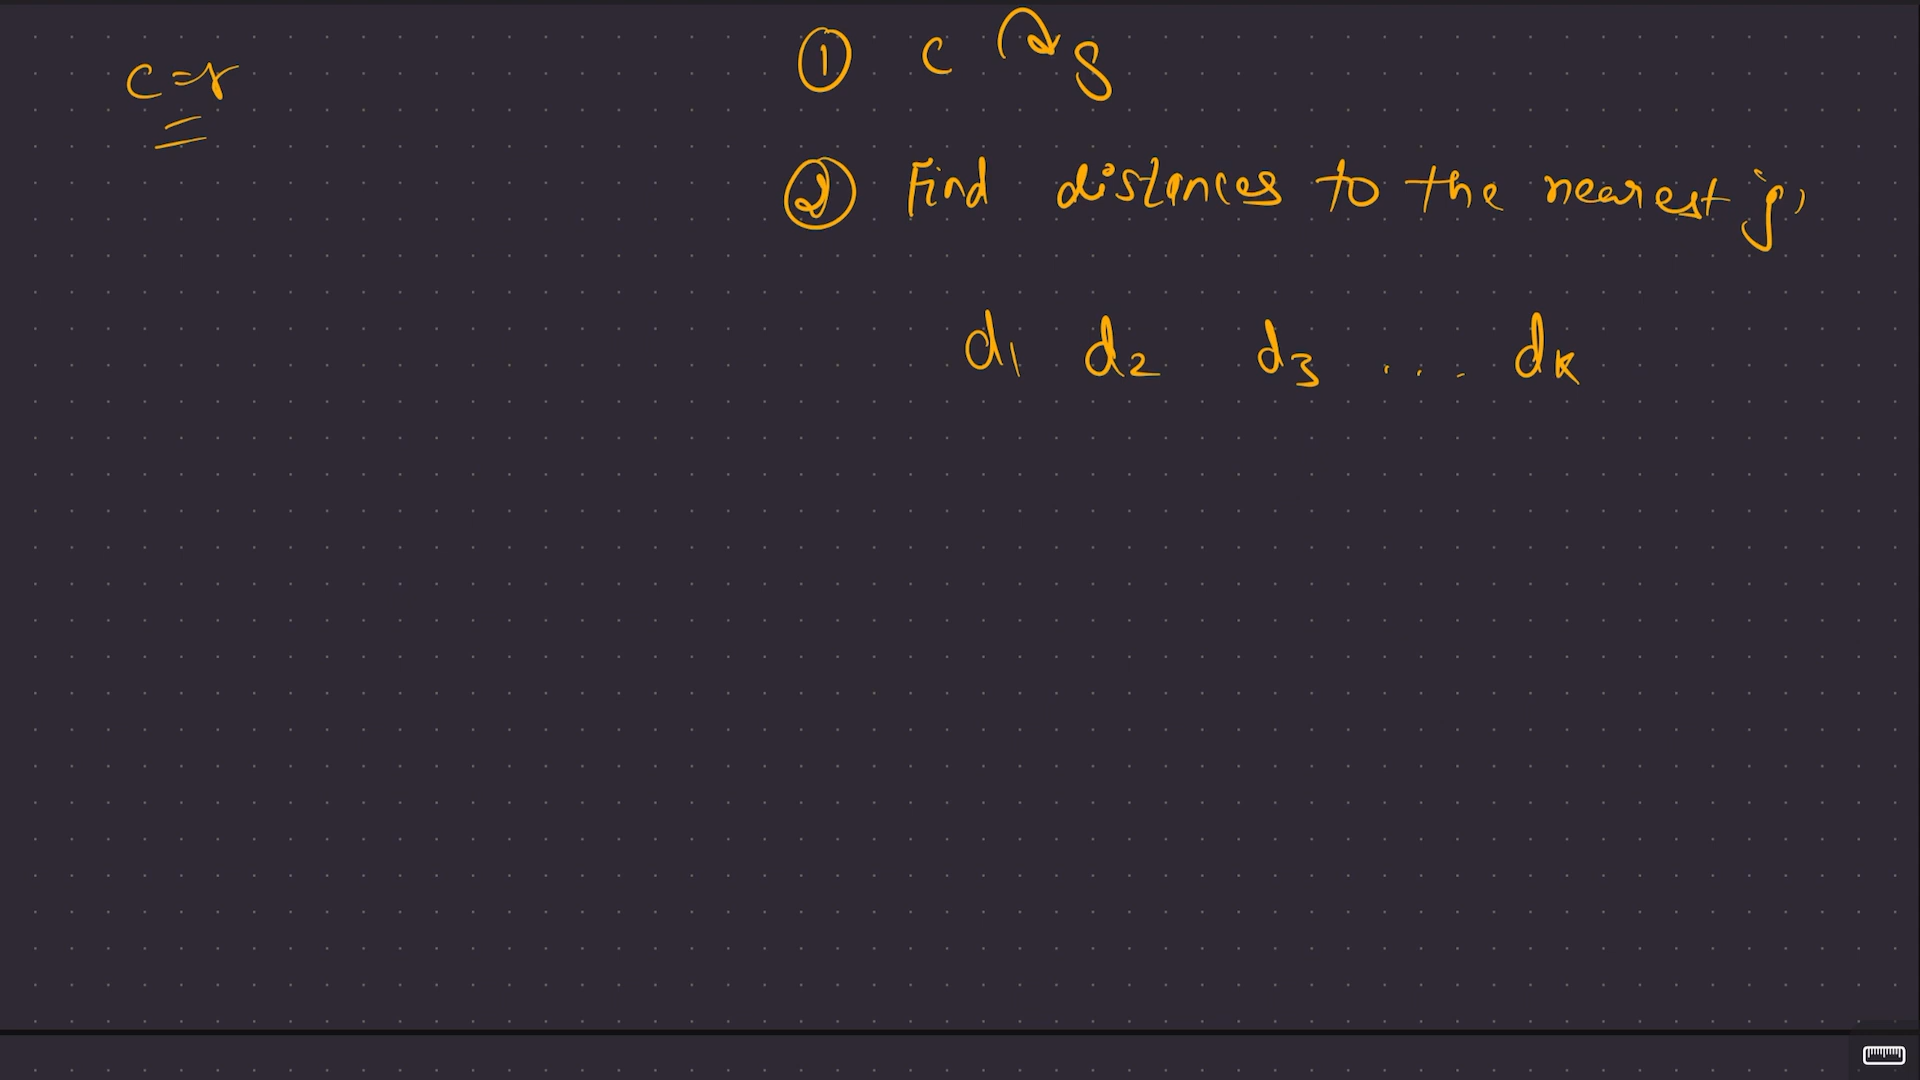 c = r
① c g
② Find distances to the nearest 'g'
d1 d2 d3 .... dk